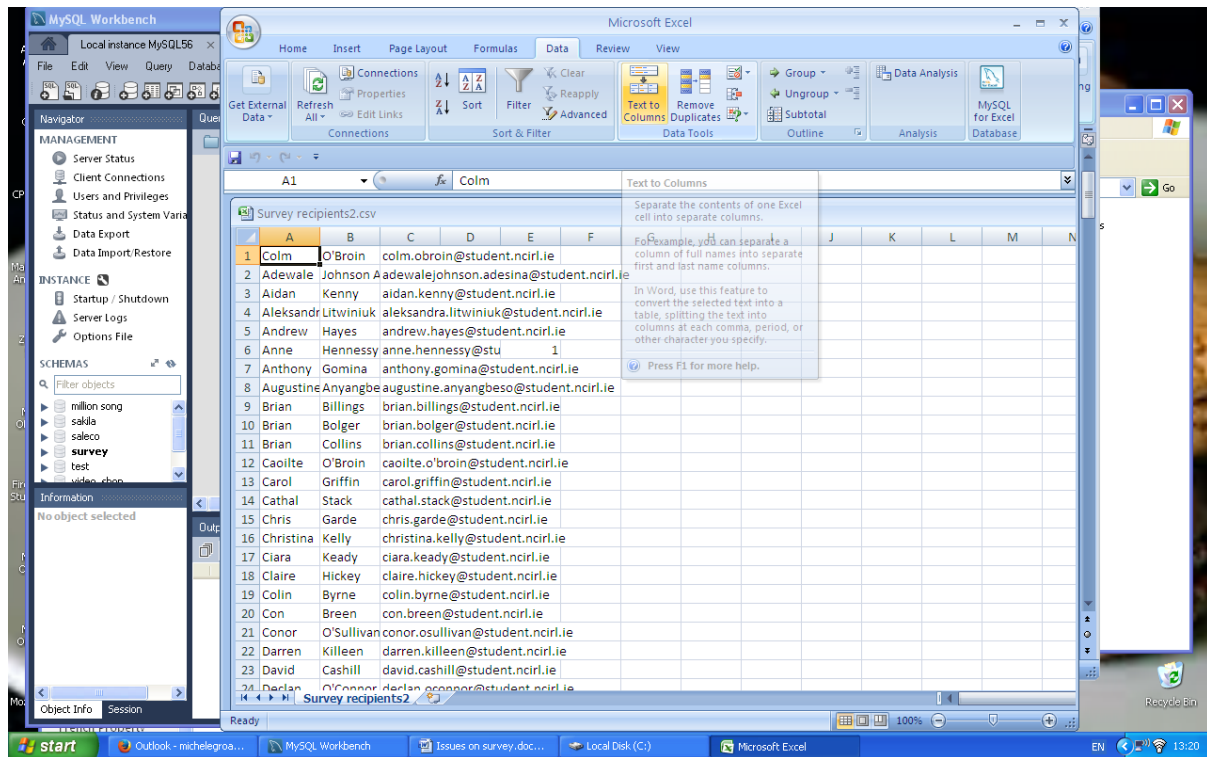 MySQL Workbench
Local instance MySQL56
File Edit View Query Databa
Navigator
Quer
MANAGEMENT
Server Status
Client Connections
Users and Privileges
Status and System Varia
Data Export
Data Import/Restore
INSTANCE
Startup / Shutdown
Server Logs
Options File
SCHEMAS
Filter objects
million song
sakila
saleco
survey
test
video_shop
Information
No object selected
Outp
Object Info Session
Microsoft Excel
Home Insert Page Layout Formulas Data Review View
Get External Data
Refresh All
Connections
Properties
Edit Links
Connections
Sort
Filter
Clear
Reapply
Advanced
Sort & Filter
Text to Columns
Remove Duplicates
Data Tools
Group
Ungroup
Subtotal
Outline
Data Analysis
Analysis
MySQL for Excel
Database
A1 fx Colm
Survey recipients2.csv
Text to Columns
Separate the contents of one Excel
cell into separate columns.
For example, you can separate a
column of full names into separate
first and last name columns.
In Word, use this feature to
convert the selected text into a
table, splitting the text into
columns at each comma, period, or
other character you specify.
Press F1 for more help.
A B C D E F G H I J K L M N
1 Colm O'Broin colm.obroin@student.ncirl.ie
2 Adewale Johnson A adewalejohnson.adesina@student.ncirl.ie
3 Aidan Kenny aidan.kenny@student.ncirl.ie
4 Aleksandr Litwiniuk aleksandra.litwiniuk@student.ncirl.ie
5 Andrew Hayes andrew.hayes@student.ncirl.ie
6 Anne Hennessy anne.hennessy@stu 1
7 Anthony Gomina anthony.gomina@student.ncirl.ie
8 Augustine Anyangbe augustine.anyangbeso@student.ncirl.ie
9 Brian Billings brian.billings@student.ncirl.ie
10 Brian Bolger brian.bolger@student.ncirl.ie
11 Brian Collins brian.collins@student.ncirl.ie
12 Caoilte O'Broin caoilte.o'broin@student.ncirl.ie
13 Carol Griffin carol.griffin@student.ncirl.ie
14 Cathal Stack cathal.stack@student.ncirl.ie
15 Chris Garde chris.garde@student.ncirl.ie
16 Christina Kelly christina.kelly@student.ncirl.ie
17 Ciara Keady ciara.keady@student.ncirl.ie
18 Claire Hickey claire.hickey@student.ncirl.ie
19 Colin Byrne colin.byrne@student.ncirl.ie
20 Con Breen con.breen@student.ncirl.ie
21 Conor O'Sullivan conor.osullivan@student.ncirl.ie
22 Darren Killeen darren.killeen@student.ncirl.ie
23 David Cashill david.cashill@student.ncirl.ie
24 Declan O'Connor declan.oconnor@student.ncirl.ie
Survey recipients2
Ready 100%
Go
Recycle Bin
start
Outlook - michelegroa...
MySQL Workbench
Issues on survey.doc...
Local Disk (C:)
Microsoft Excel
EN 13:20